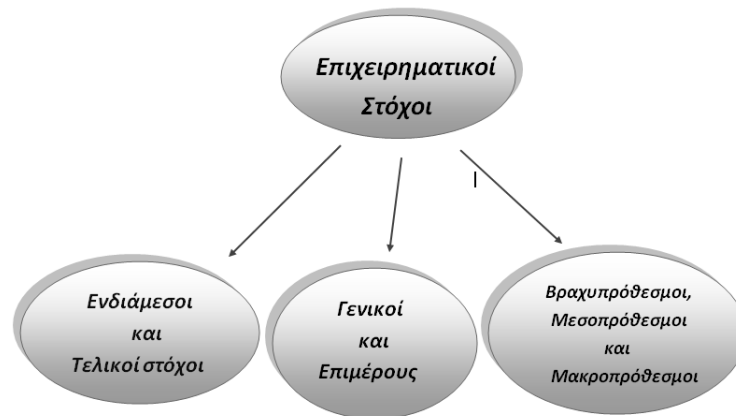 Επιχειρηματικοί
Στόχοι
Ενδιάμεσοι
και
Τελικοί στόχοι
Γενικοί
και
Επιμέρους
Βραχυπρόθεσμοι,
Μεσοπρόθεσμοι
και
Μακροπρόθεσμοι